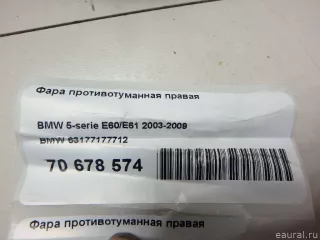 Фара противотуманная правая
BMW 5-serie E60/E61 2003-2009
BMW 63177177712
70 678 574
Фара противотуманная правая
eaural.ru